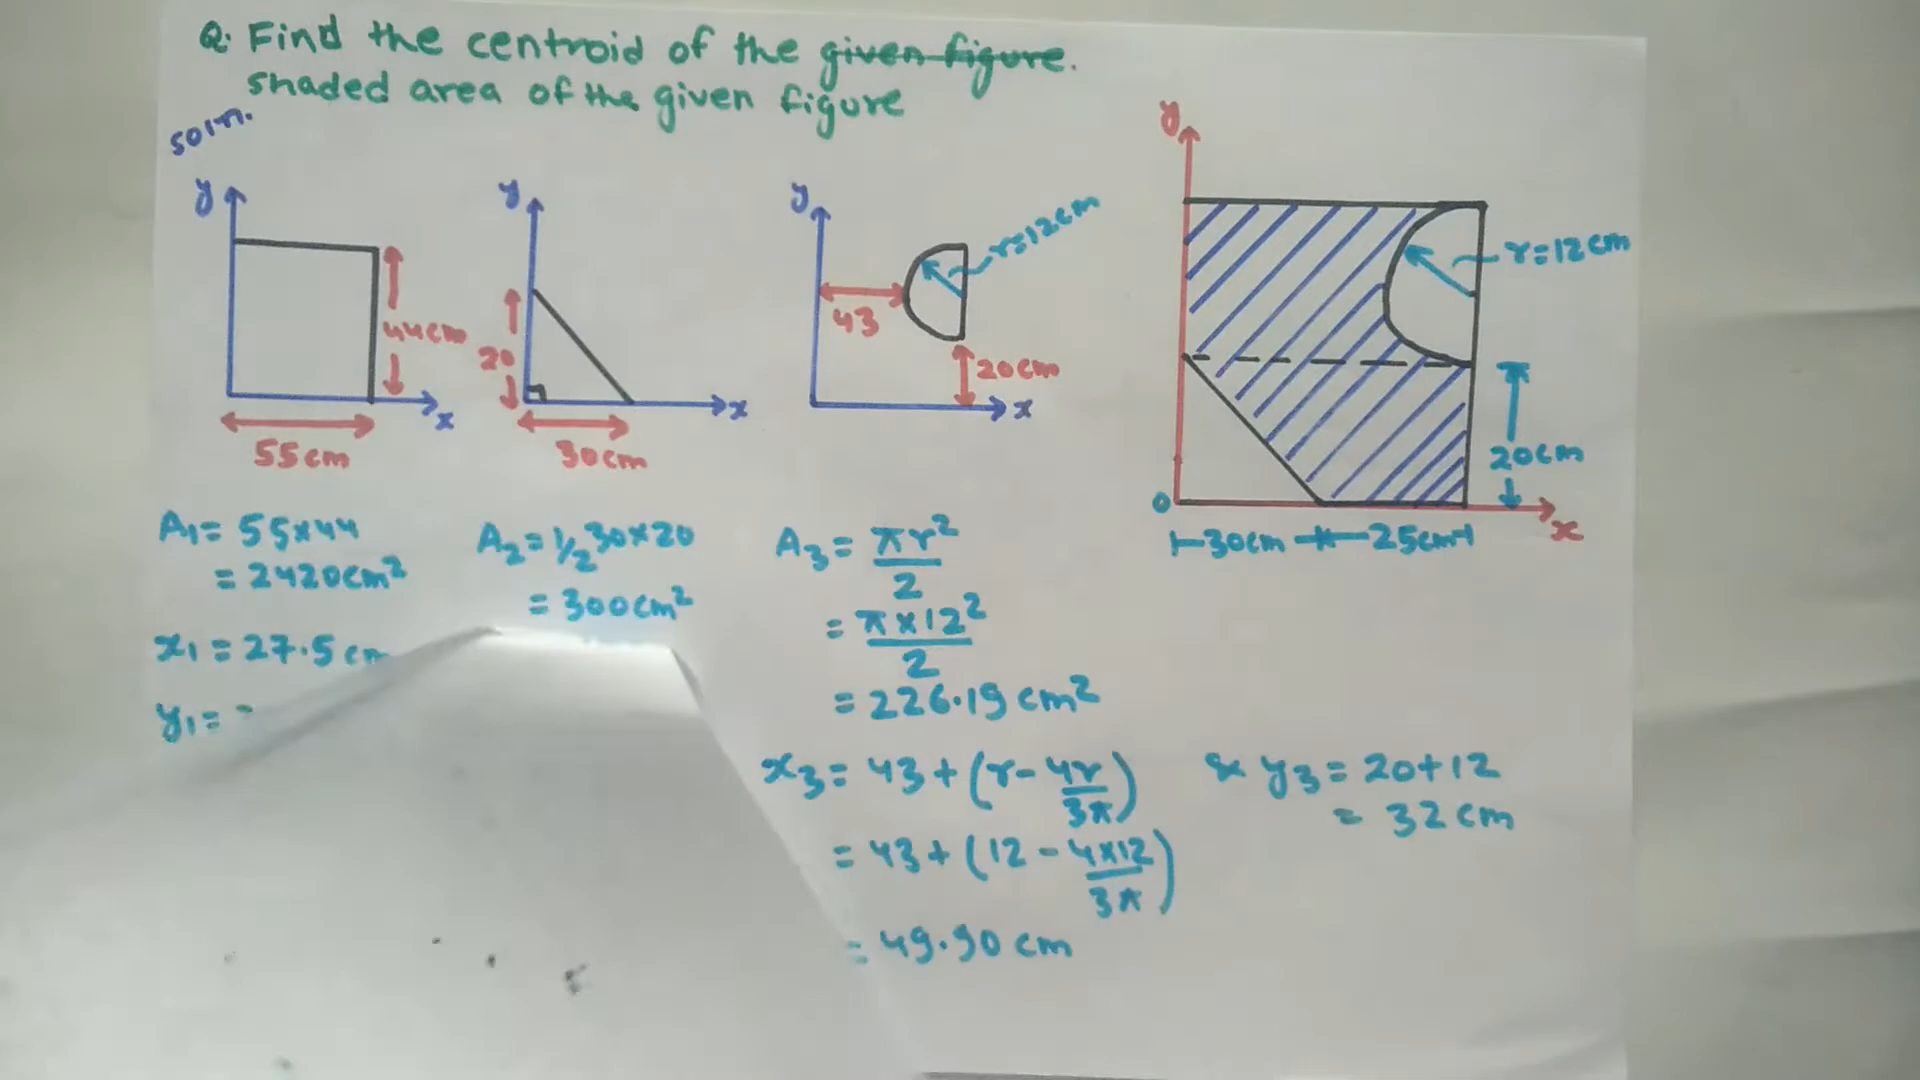 Q. Find the centroid of the given figure.
shaded area of the given figure
soln.
y
44cm
x
55cm
y
20
x
30cm
y
r=12cm
43
20cm
x
y
r=12cm
20cm
0
x
30cm
25cm
A1 = 55×44
= 2420cm²
x1 = 27.5 cm
y1 =
A2 = 1/2 30×20
= 300cm²
A3 = πr²
2
= π×12²
2
= 226.19 cm²
x3 = 43+(r-4r/3π)
= 43+(12-4×12/3π)
= 49.90 cm
& y3 = 20+12
= 32cm